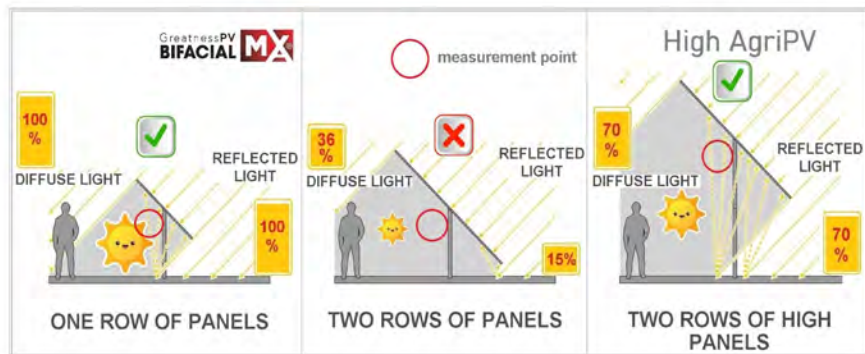 GreatnessPV
BIFACIAL MX
100
%
DIFFUSE LIGHT
REFLECTED
LIGHT
100
%
ONE ROW OF PANELS
measurement point
36
%
DIFFUSE LIGHT
REFLECTED
LIGHT
15%
TWO ROWS OF PANELS
High AgriPV
70
%
DIFFUSE LIGHT
REFLECTED
LIGHT
70
%
TWO ROWS OF HIGH
PANELS